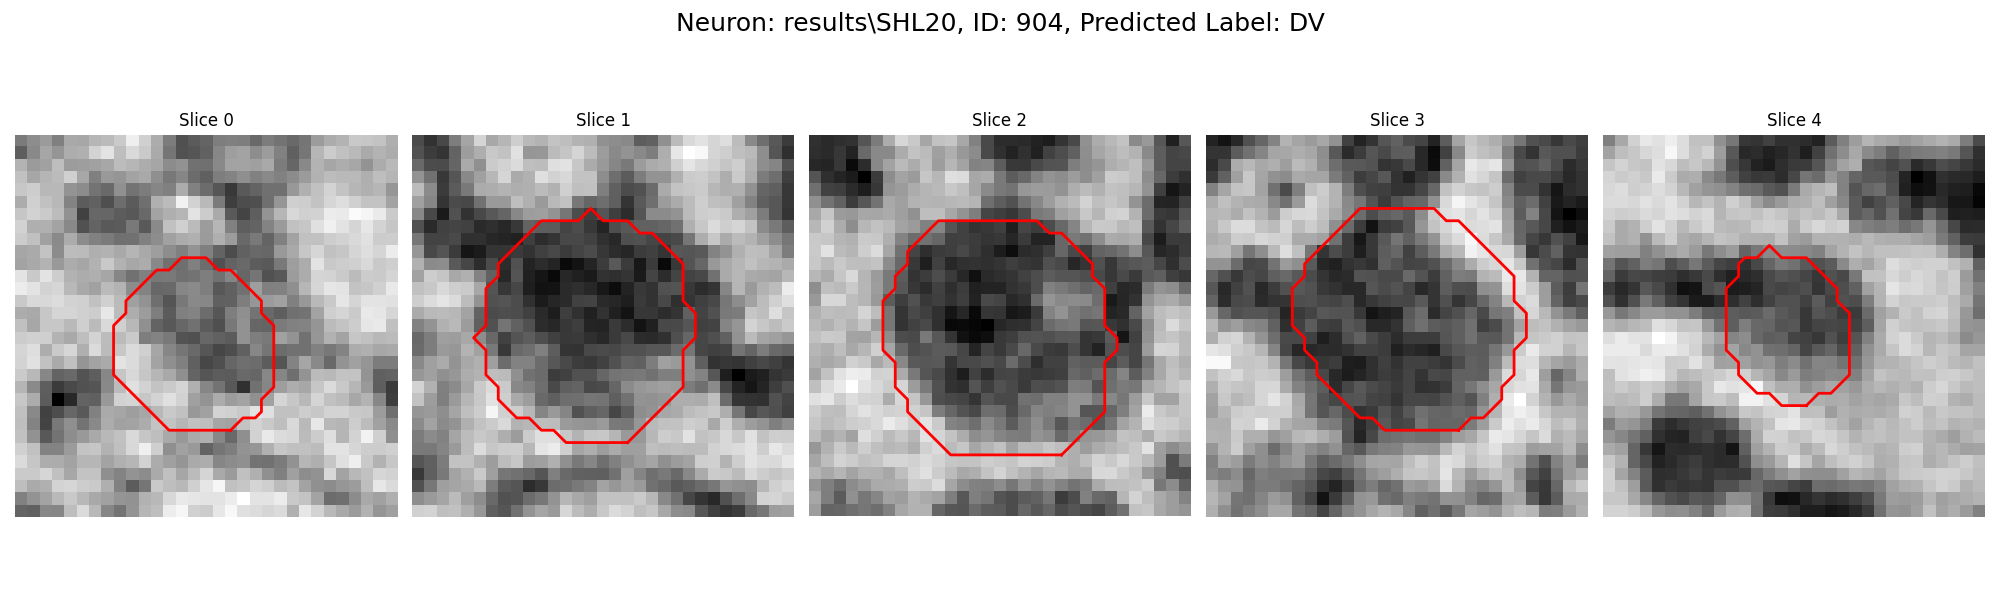 Neuron: results\SHL20, ID: 904, Predicted Label: DV
Slice 0
Slice 1
Slice 2
Slice 3
Slice 4